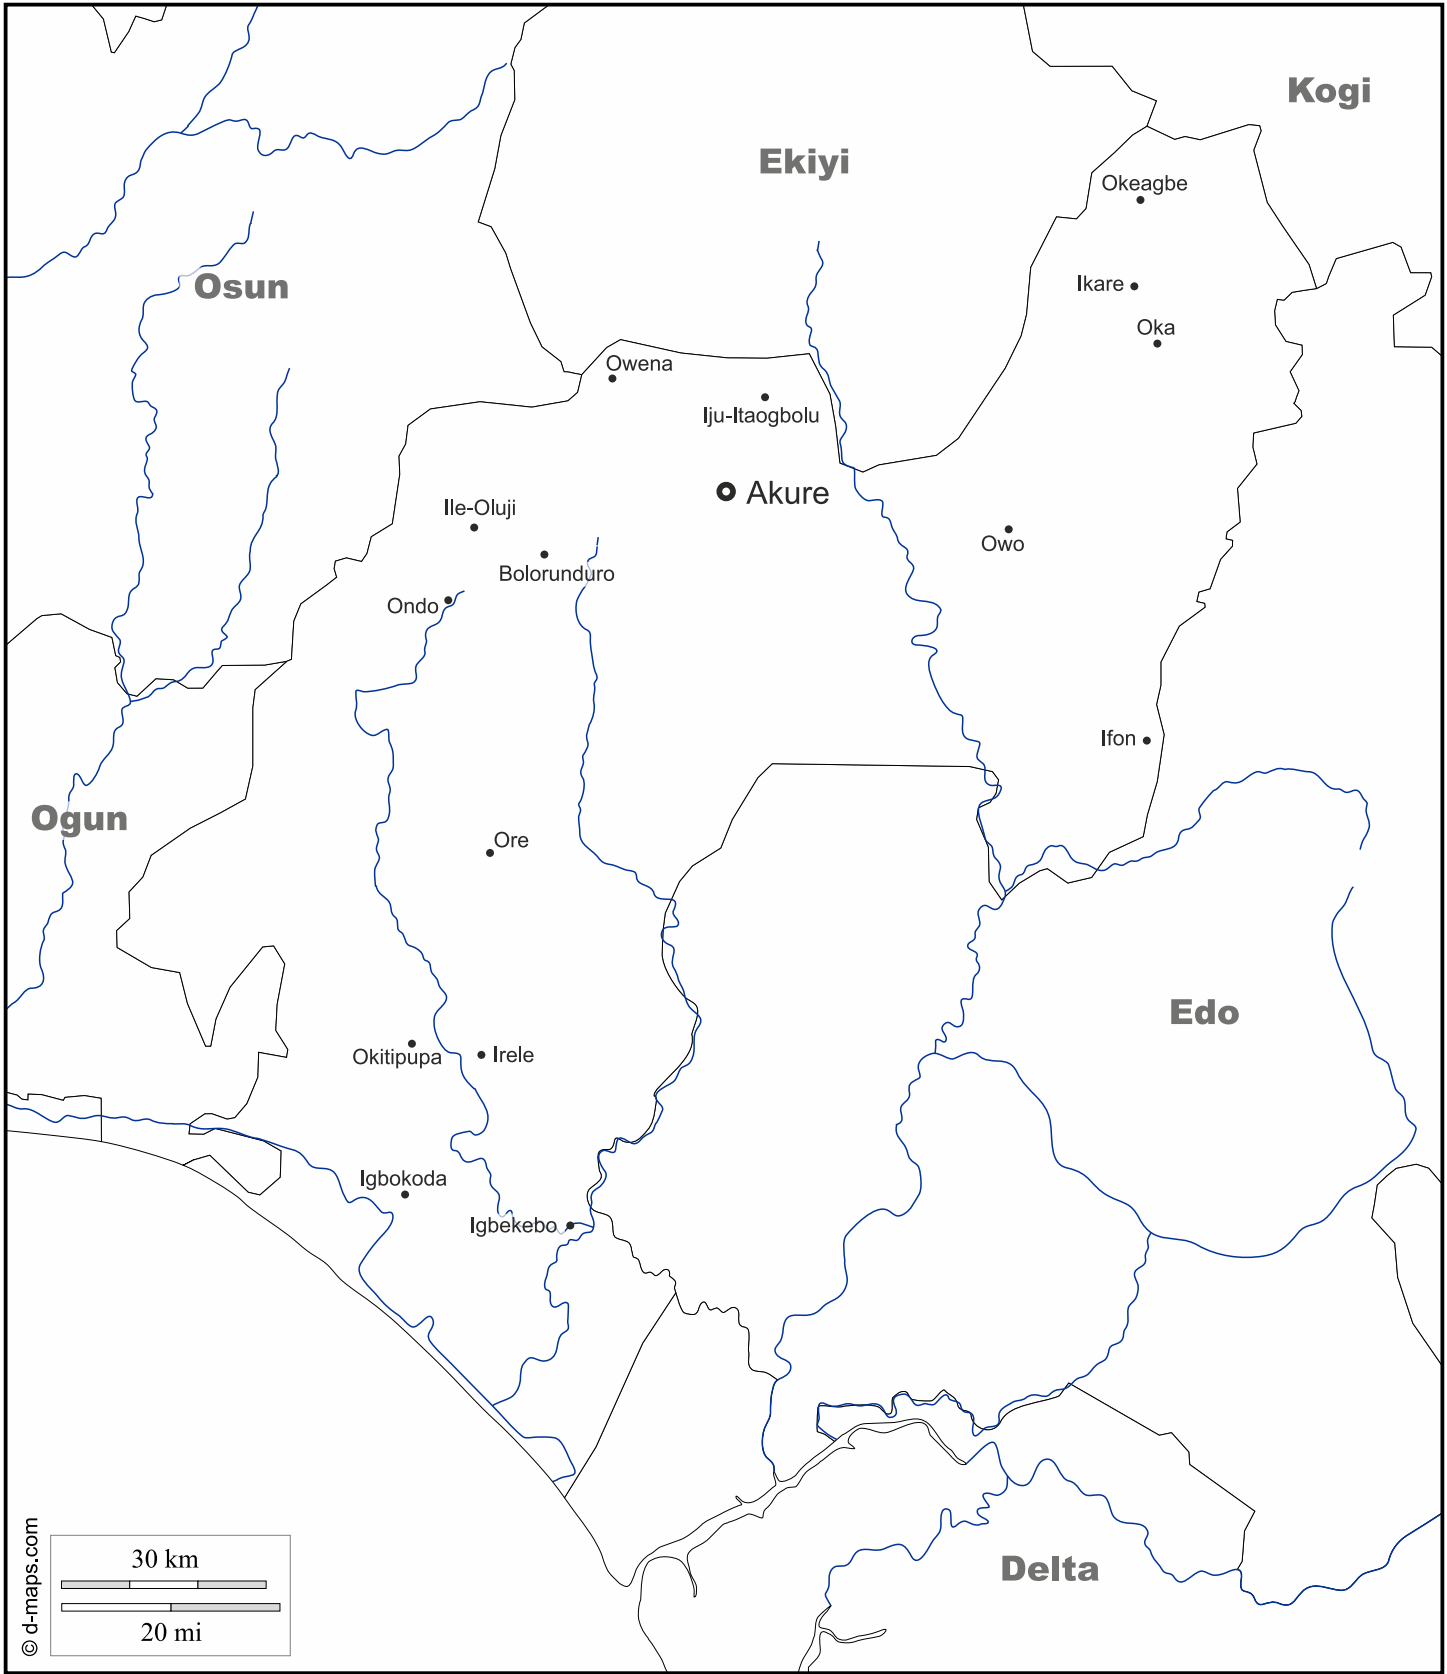 Kogi
Ekiyi
Okeagbe
Osun
Ikare
Oka
Owena
Iju-Itaogbolu
Akure
Ile-Oluji
Owo
Bolorunduro
Ondo
Ifon
Ogun
Ore
Edo
Okitipupa
Irele
Igbokoda
Igbekebo
Delta
30 km
20 mi
© d-maps.com